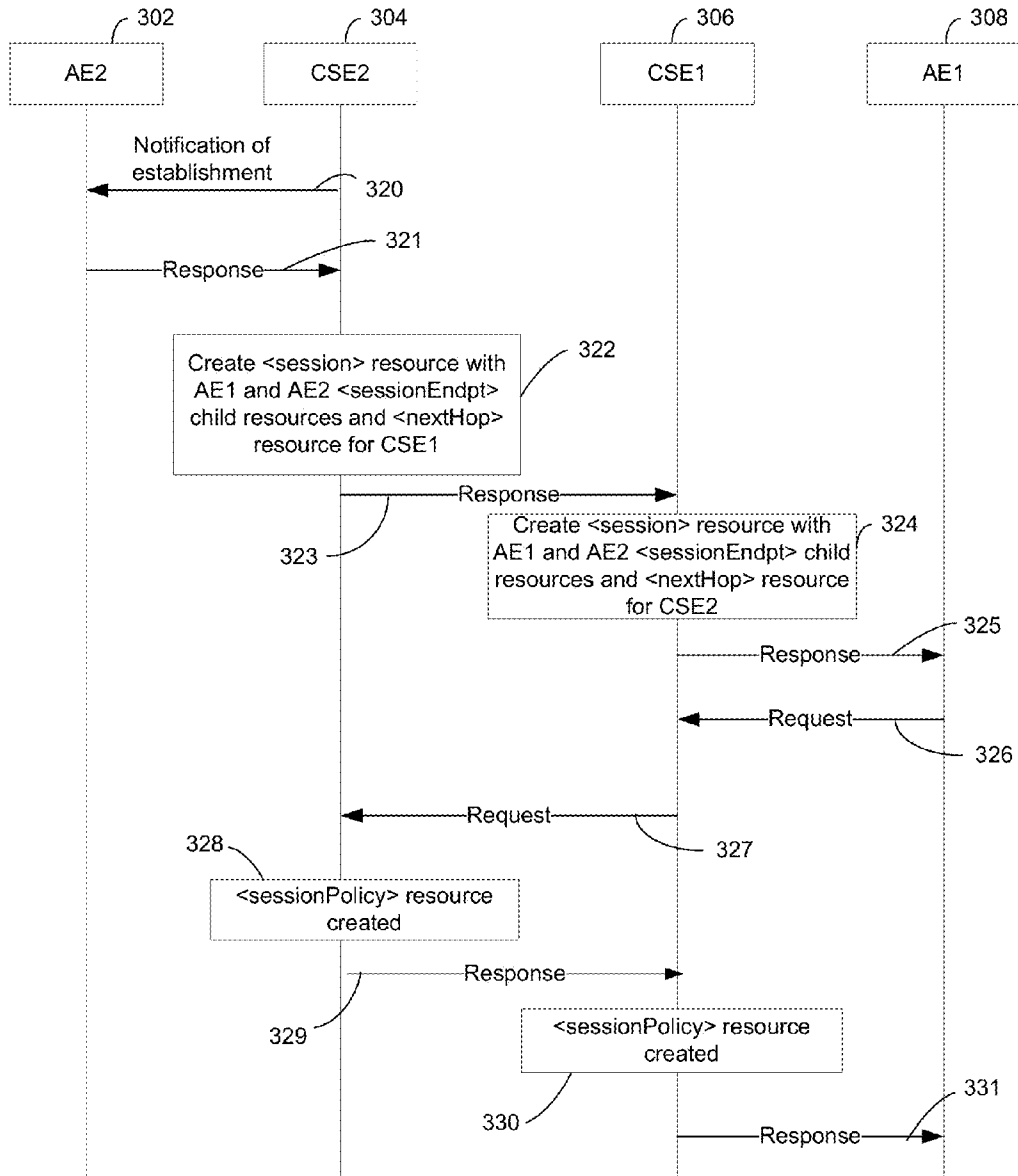 302
304
306
308
AE2
CSE2
CSE1
AE1
Notification of
establishment
320
321
Response
322
Create <session> resource with
AE1 and AE2 <sessionEndpt>
child resources and <nextHop>
resource for CSE1
Response
323
324
Create <session> resource with
AE1 and AE2 <sessionEndpt> child
resources and <nextHop> resource
for CSE2
325
Response
Request
326
Request
327
328
<sessionPolicy> resource
created
Response
329
<sessionPolicy> resource
created
330
331
Response